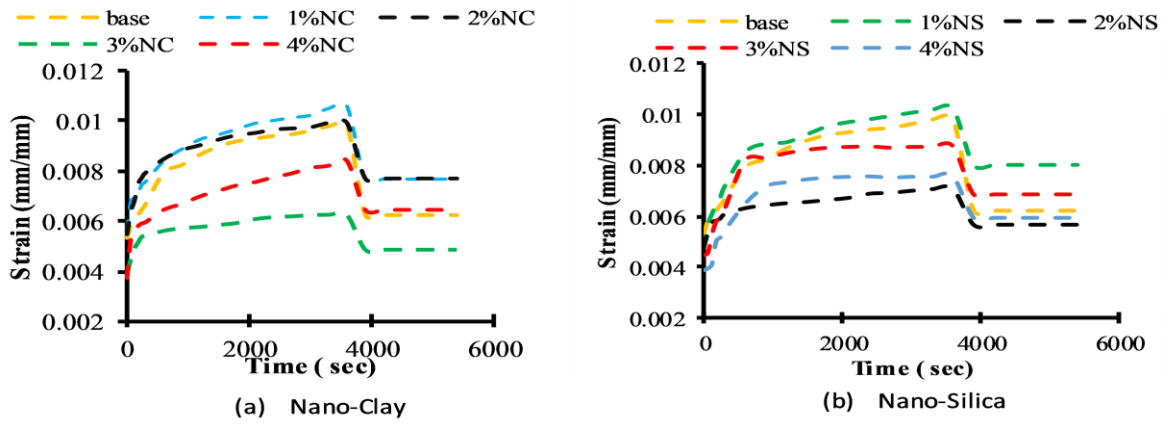 base 1%NC 2%NC
3%NC 4%NC
Strain (mm/mm)
0.012
0.01
0.008
0.006
0.004
0.002
0 2000 4000 6000
Time ( sec)
(a) Nano-Clay
base 1%NS 2%NS
3%NS 4%NS
Strain (mm/mm)
0.012
0.01
0.008
0.006
0.004
0.002
0 2000 4000 6000
Time ( sec)
(b) Nano-Silica